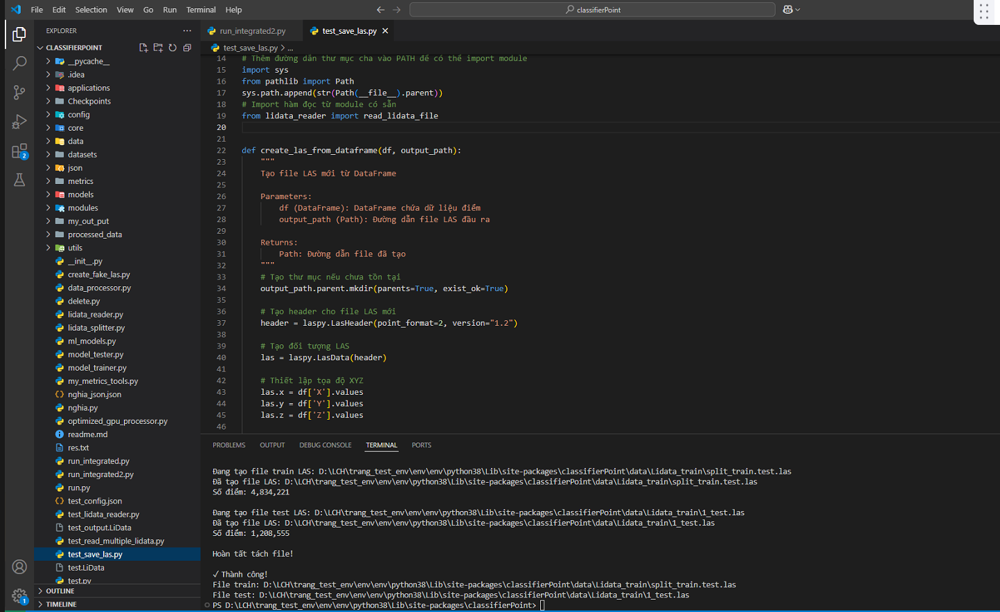 File Edit Selection View Go Run Terminal Help
classifierPoint
EXPLORER
CLASSIFIERPOINT
__pycache__
.idea
applications
Checkpoints
config
core
data
datasets
json
metrics
models
modules
my_out_put
processed_data
utils
__init__.py
create_fake_las.py
data_processor.py
delete.py
lidata_reader.py
lidata_splitter.py
ml_models.py
model_tester.py
model_trainer.py
my_metrics_tools.py
nghia_json.json
nghia.py
optimized_gpu_processor.py
readme.md
res.txt
run_integrated.py
run_integrated2.py
run.py
test_config.json
test_lidata_reader.py
test_output.LiData
test_read_multiple_lidata.py
test_save_las.py
test.LiData
test.py
OUTLINE
TIMELINE
2
1
run_integrated2.py
test_save_las.py
test_save_las.py > ...
14 # Thêm đường dẫn thư mục cha vào PATH để có thể import module
15 import sys
16 from pathlib import Path
17 sys.path.append(str(Path(__file__).parent))
18 # Import hàm đọc từ module có sẵn
19 from lidata_reader import read_lidata_file
20
21
22 def create_las_from_dataframe(df, output_path):
23 """
24 Tạo file LAS mới từ DataFrame
25
26 Parameters:
27 df (DataFrame): DataFrame chứa dữ liệu điểm
28 output_path (Path): Đường dẫn file LAS đầu ra
29
30 Returns:
31 Path: Đường dẫn file đã tạo
32 """
33 # Tạo thư mục nếu chưa tồn tại
34 output_path.parent.mkdir(parents=True, exist_ok=True)
35
36 # Tạo header cho file LAS mới
37 header = laspy.LasHeader(point_format=2, version="1.2")
38
39 # Tạo đối tượng LAS
40 las = laspy.LasData(header)
41
42 # Thiết lập tọa độ XYZ
43 las.x = df['X'].values
44 las.y = df['Y'].values
45 las.z = df['Z'].values
46
PROBLEMS OUTPUT DEBUG CONSOLE TERMINAL PORTS
Đang tạo file train LAS: D:\LCH\trang_test_env\env\env\python38\Lib\site-packages\classifierPoint\data\Lidata_train\split_train.test.las
Đã tạo file LAS: D:\LCH\trang_test_env\env\env\python38\Lib\site-packages\classifierPoint\data\Lidata_train\split_train.test.las
Số điểm: 4,834,221
Đang tạo file test LAS: D:\LCH\trang_test_env\env\env\python38\Lib\site-packages\classifierPoint\data\Lidata_train\1_test.las
Đã tạo file LAS: D:\LCH\trang_test_env\env\env\python38\Lib\site-packages\classifierPoint\data\Lidata_train\1_test.las
Số điểm: 1,208,555
Hoàn tất tách file!
✓ Thành công!
File train: D:\LCH\trang_test_env\env\env\python38\Lib\site-packages\classifierPoint\data\Lidata_train\split_train.test.las
File test: D:\LCH\trang_test_env\env\env\python38\Lib\site-packages\classifierPoint\data\Lidata_train\1_test.las
PS D:\LCH\trang_test_env\env\env\python38\Lib\site-packages\classifierPoint>